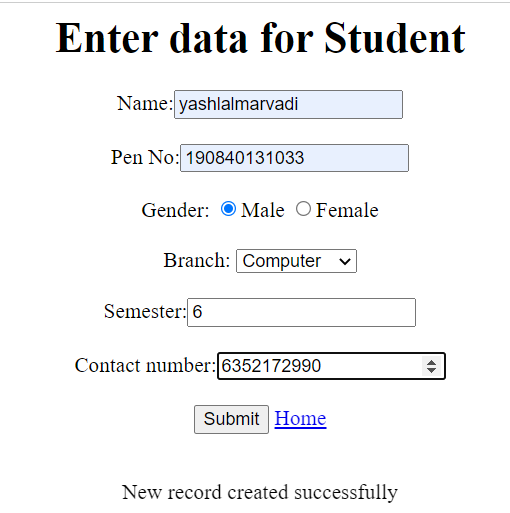 Enter data for Student
Name:yashlalmarvadi
Pen No:190840131033
Gender: Male Female
Branch: Computer
Semester:6
Contact number:6352172990
Submit Home
New record created successfully